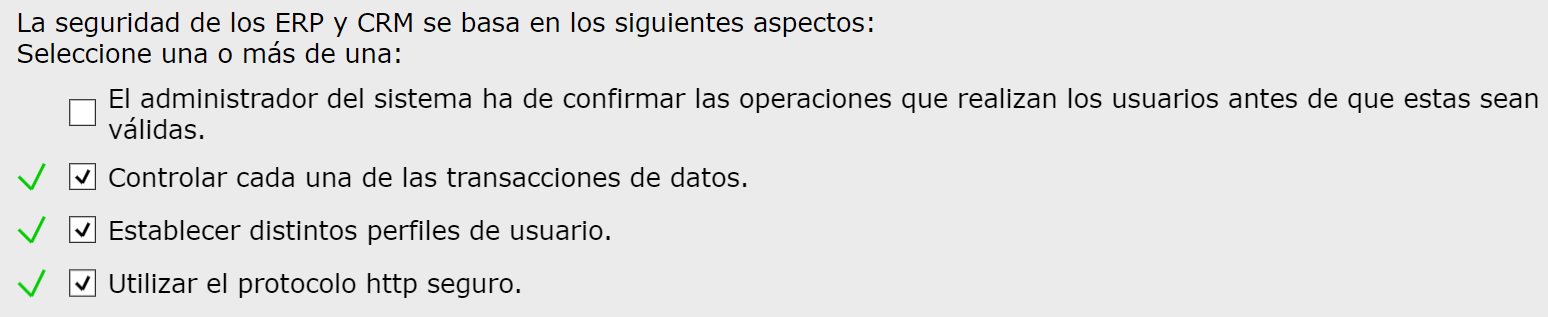 La seguridad de los ERP y CRM se basa en los siguientes aspectos:
Seleccione una o más de una:
El administrador del sistema ha de confirmar las operaciones que realizan los usuarios antes de que estas sean
válidas.
Controlar cada una de las transacciones de datos.
Establecer distintos perfiles de usuario.
Utilizar el protocolo http seguro.